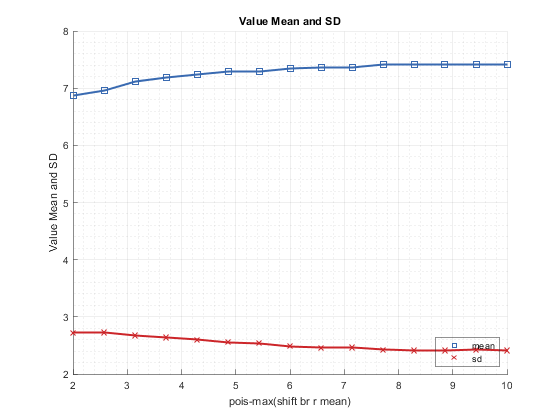 Value Mean and SD
Value Mean and SD
8
7
6
5
4
3
2
2 3 4 5 6 7 8 9 10
pois-max(shift br r mean)
mean
sd